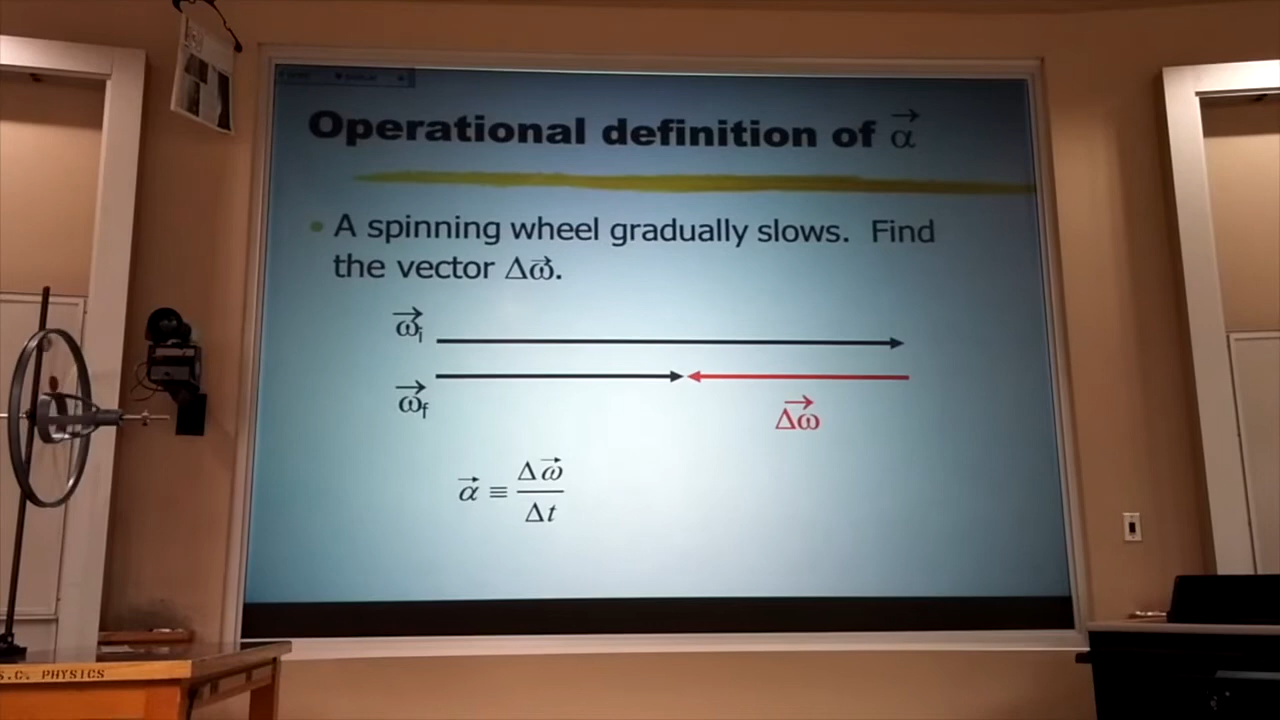 Operational definition of α⃗
• A spinning wheel gradually slows. Find
the vector Δω⃗.
ω⃗i
ω⃗f
Δω⃗
α⃗ ≡ Δω⃗ / Δt
S.C. PHYSICS